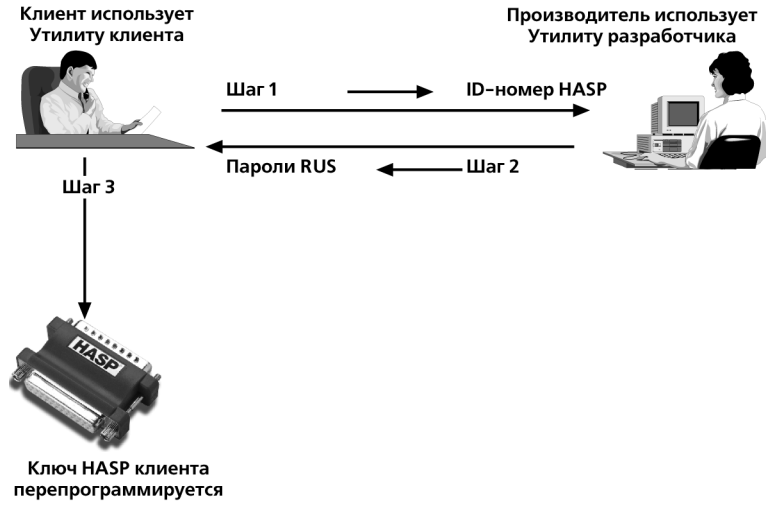 Клиент использует
Утилиту клиента
Производитель использует
Утилиту разработчика
Шаг 1
ID-номер HASP
Пароли RUS
Шаг 2
Шаг 3
HASP
Ключ HASP клиента
перепрограммируется